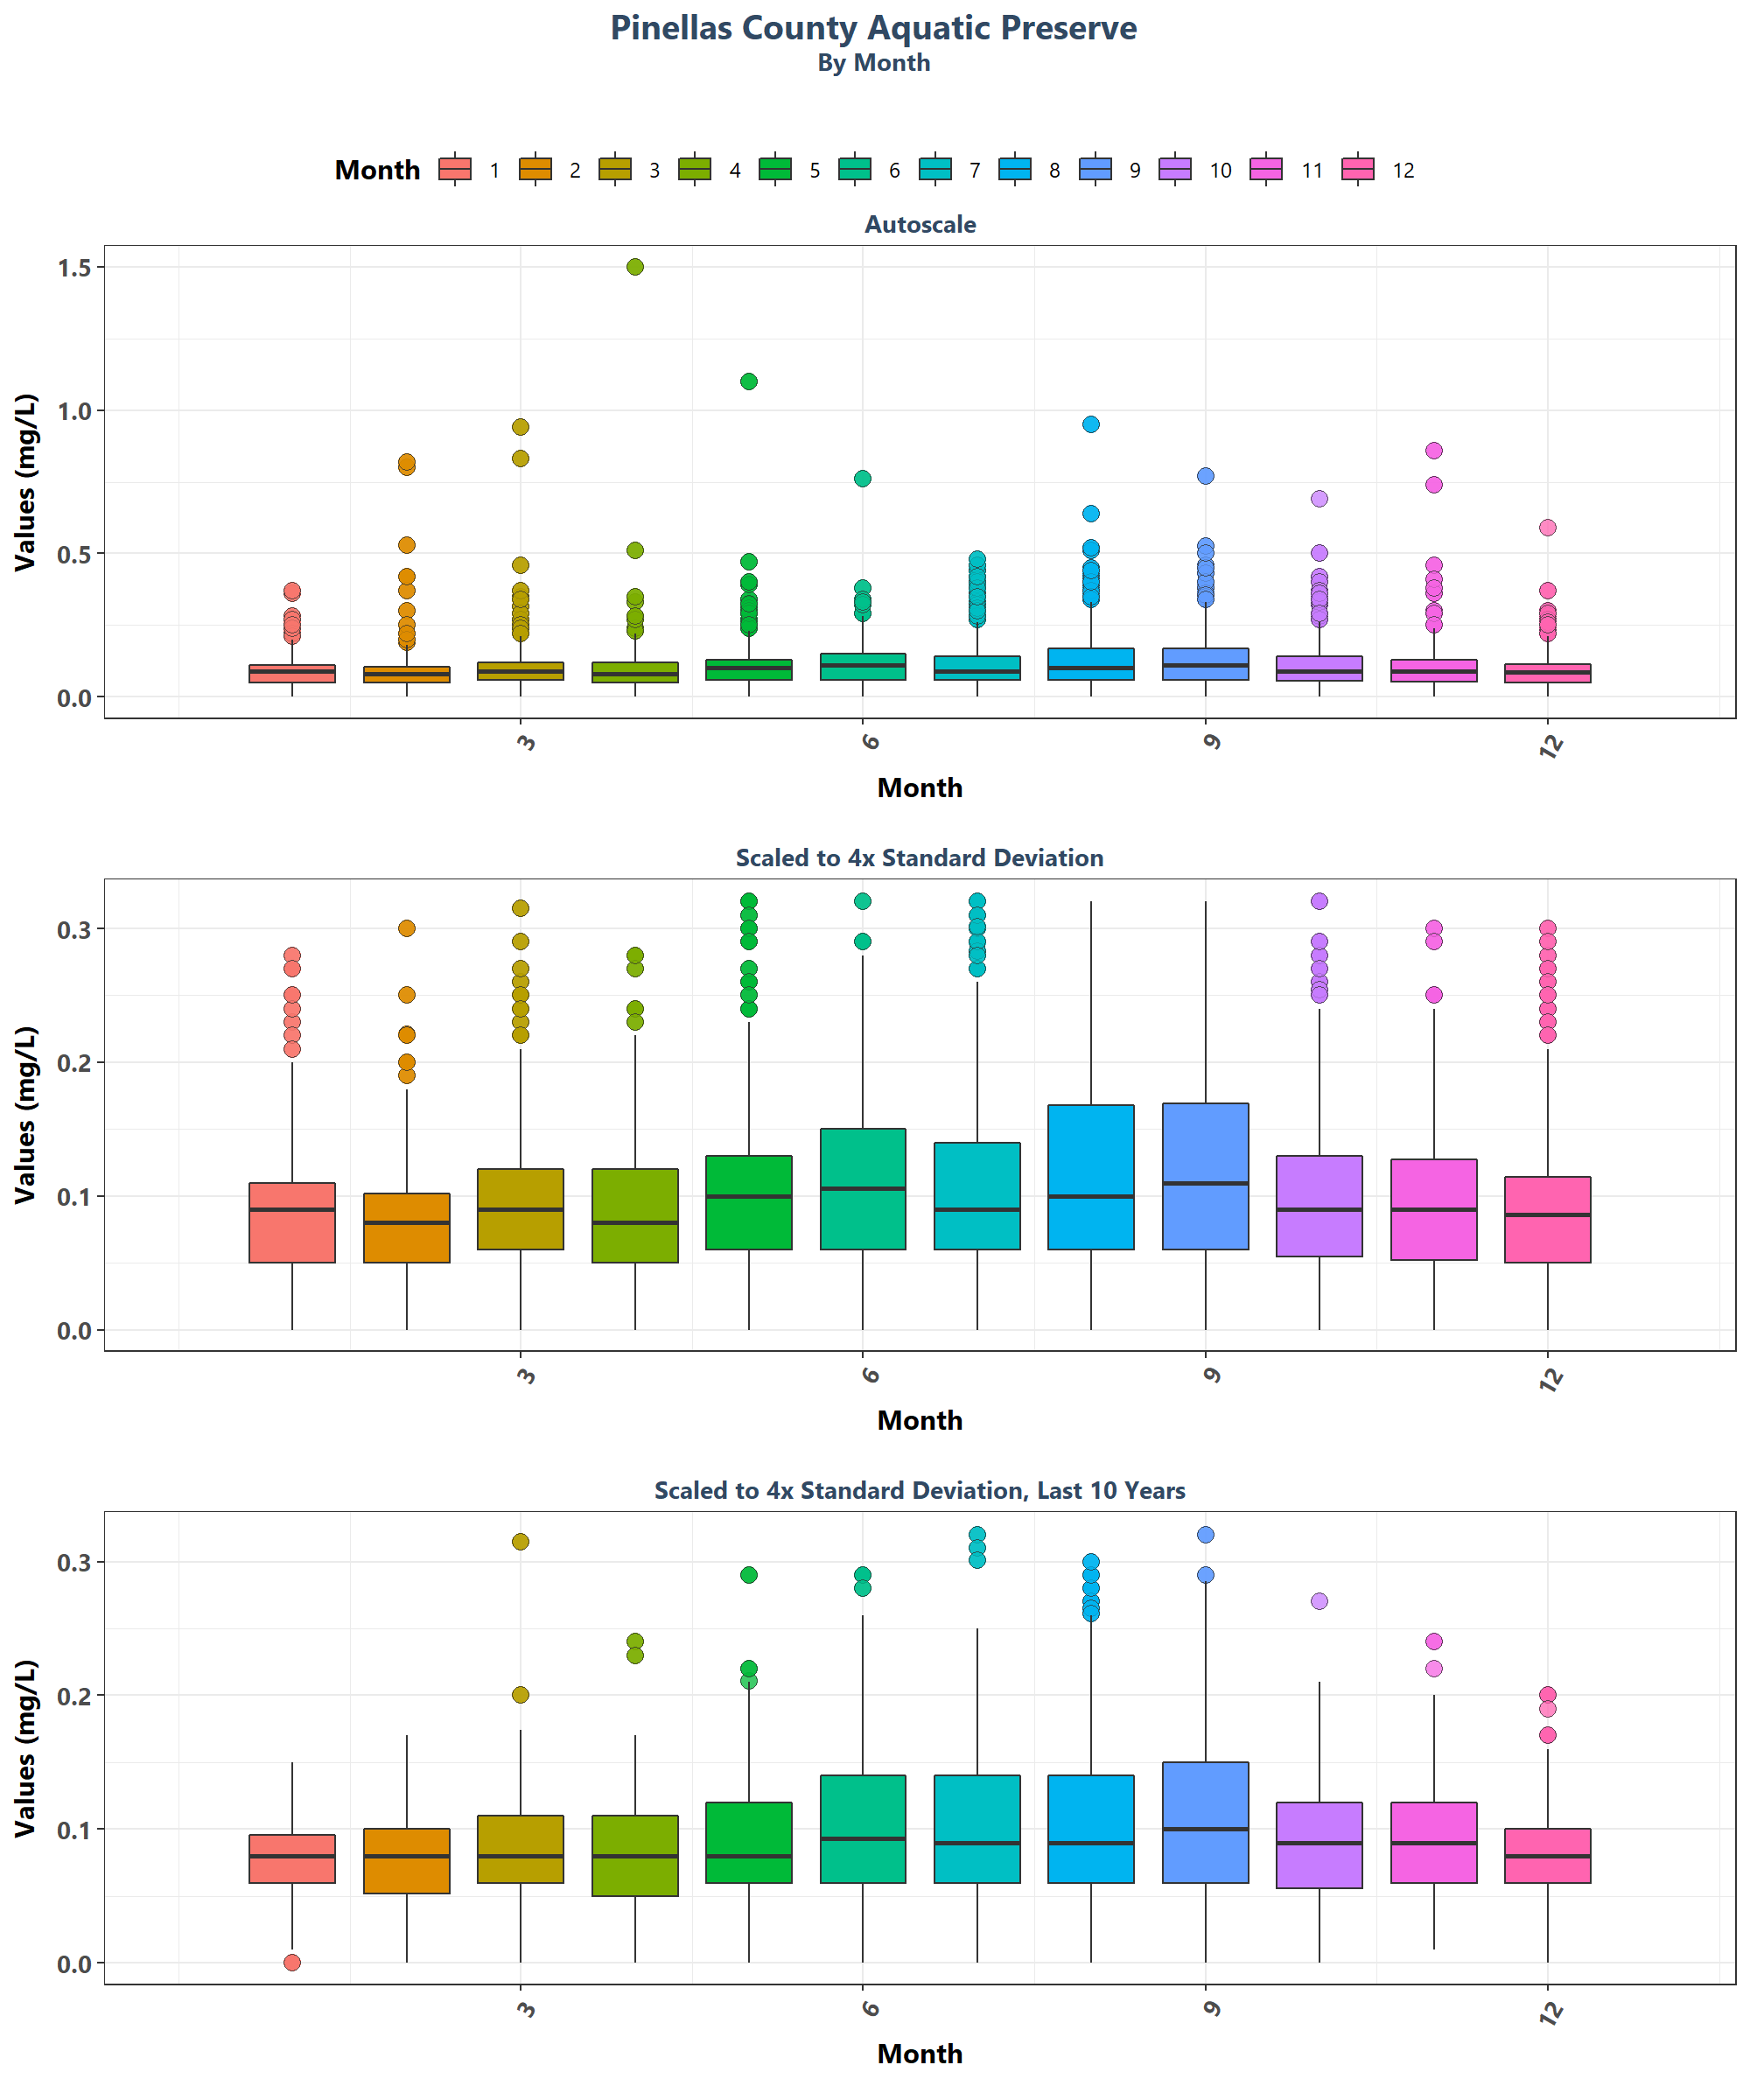 Pinellas County Aquatic Preserve
By Month
Month 1 2 3 4 5 6 7 8 9 10 11 12
Autoscale
Values (mg/L)
1.5
1.0
0.5
0.0
3 6 9 12
Month
Scaled to 4x Standard Deviation
Values (mg/L)
0.3
0.2
0.1
0.0
3 6 9 12
Month
Scaled to 4x Standard Deviation, Last 10 Years
Values (mg/L)
0.3
0.2
0.1
0.0
3 6 9 12
Month